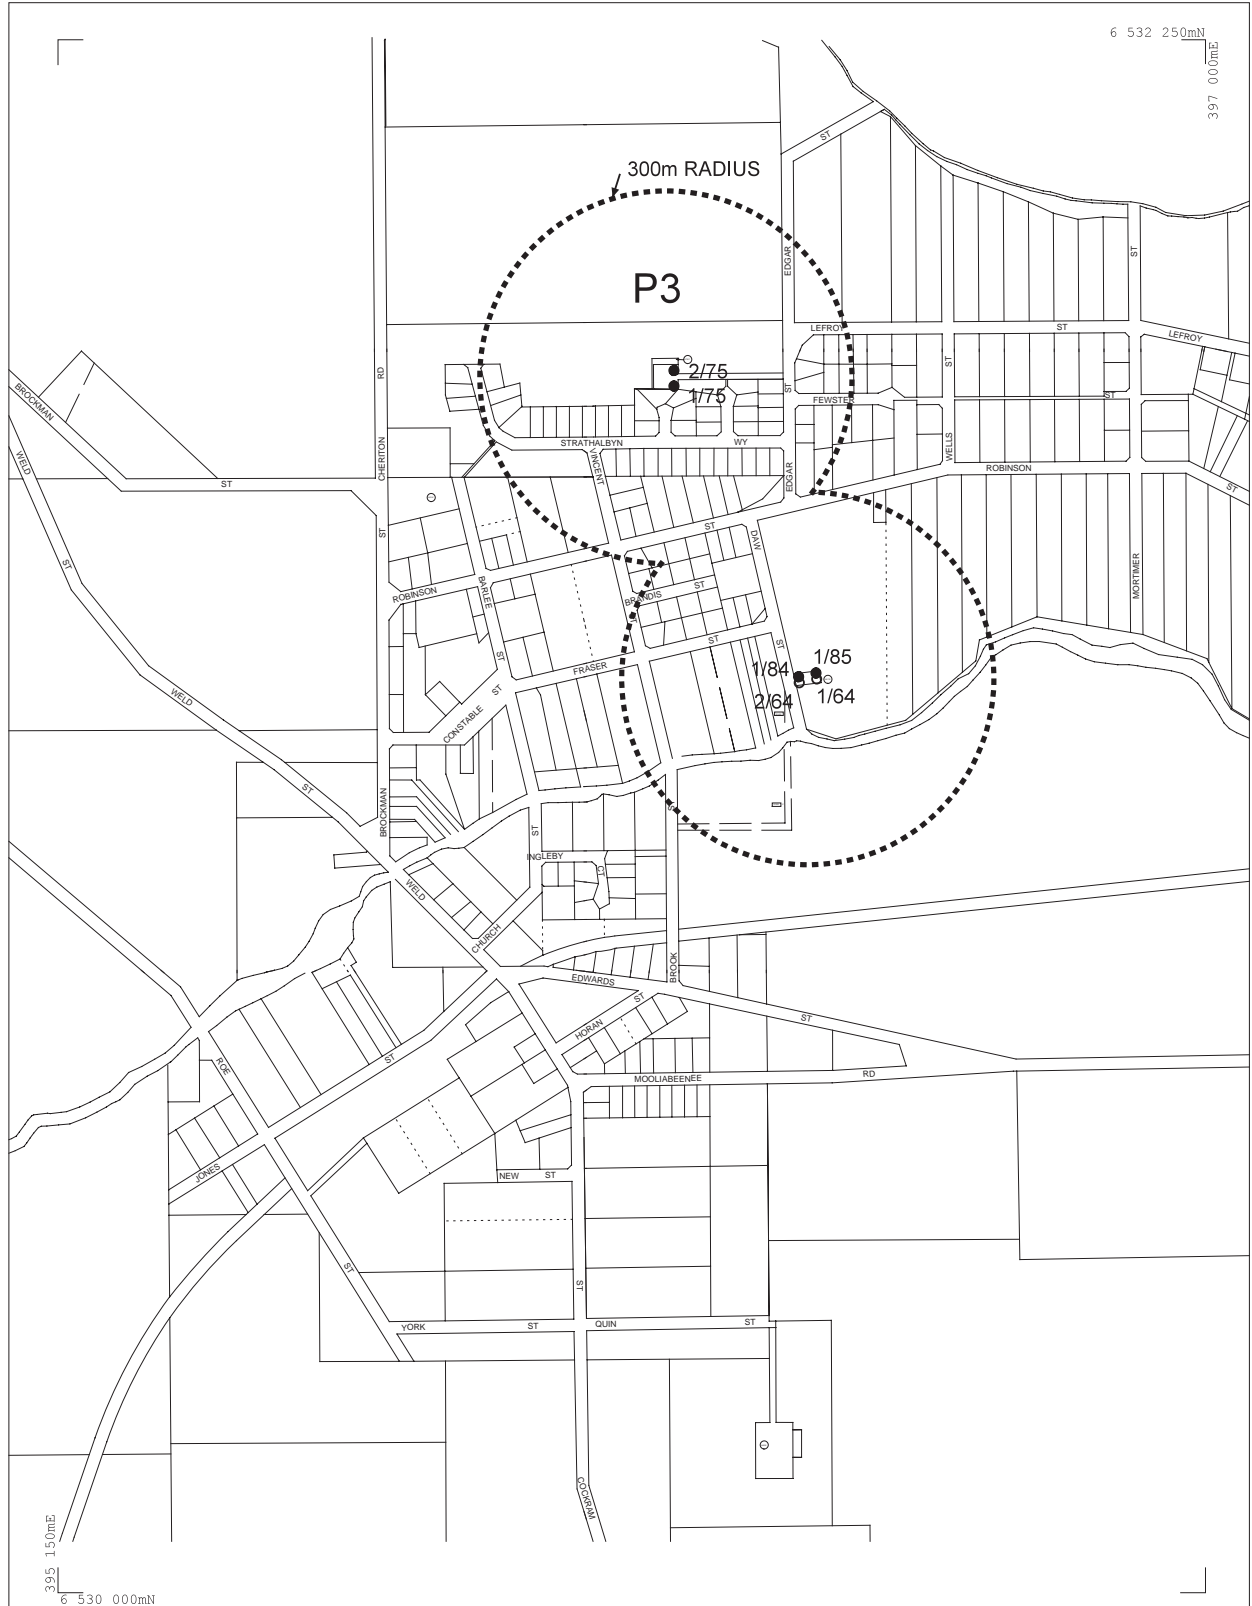 6 532 250mN
397 000mE
ST
300m RADIUS
EDGAR
P3
ST
LEFROY
ST
LEFROY
RD
2/75
1/75
ST
ST
FEWSTER
ST
BROCKMAN
STRATHALBYN
WY
WELLS
CHERITON
VINCENT
EDGAR
ROBINSON
WELD
ST
ST
ST
ST
DAW
ST
MORTIMER
ROBINSON
BARLEE
BRANDIS
ST
ST
ST
ST
ST
ST
FRASER
1/84
1/85
2/64
1/64
WELD
ST
CONSTABLE
ST
BROCKMAN
ST
ST
INGLEBY
CT
WELD
CHURCH
BROOK
EDWARDS
ST
HORAN
ST
ST
ROE
MOOLIABEENEE
RD
JONES
NEW
ST
ST
ST
YORK
ST
QUIN
ST
COCKRAM
395 150mE
6 530 000mN